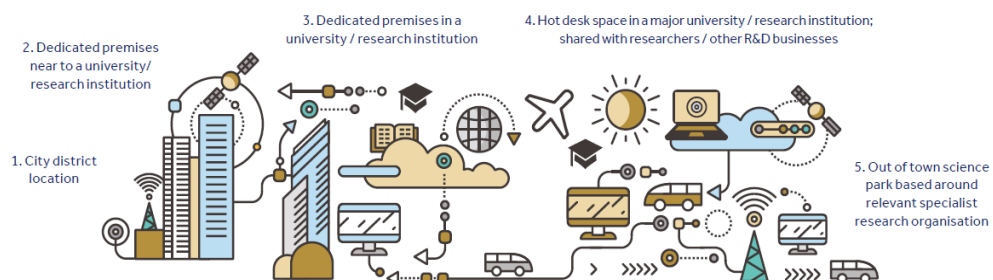 1. City district
location
2. Dedicated premises
near to a university/
research institution
3. Dedicated premises in a
university / research institution
4. Hot desk space in a major university / research institution;
shared with researchers / other R&D businesses
5. Out of town science
park based around
relevant specialist
research organisation